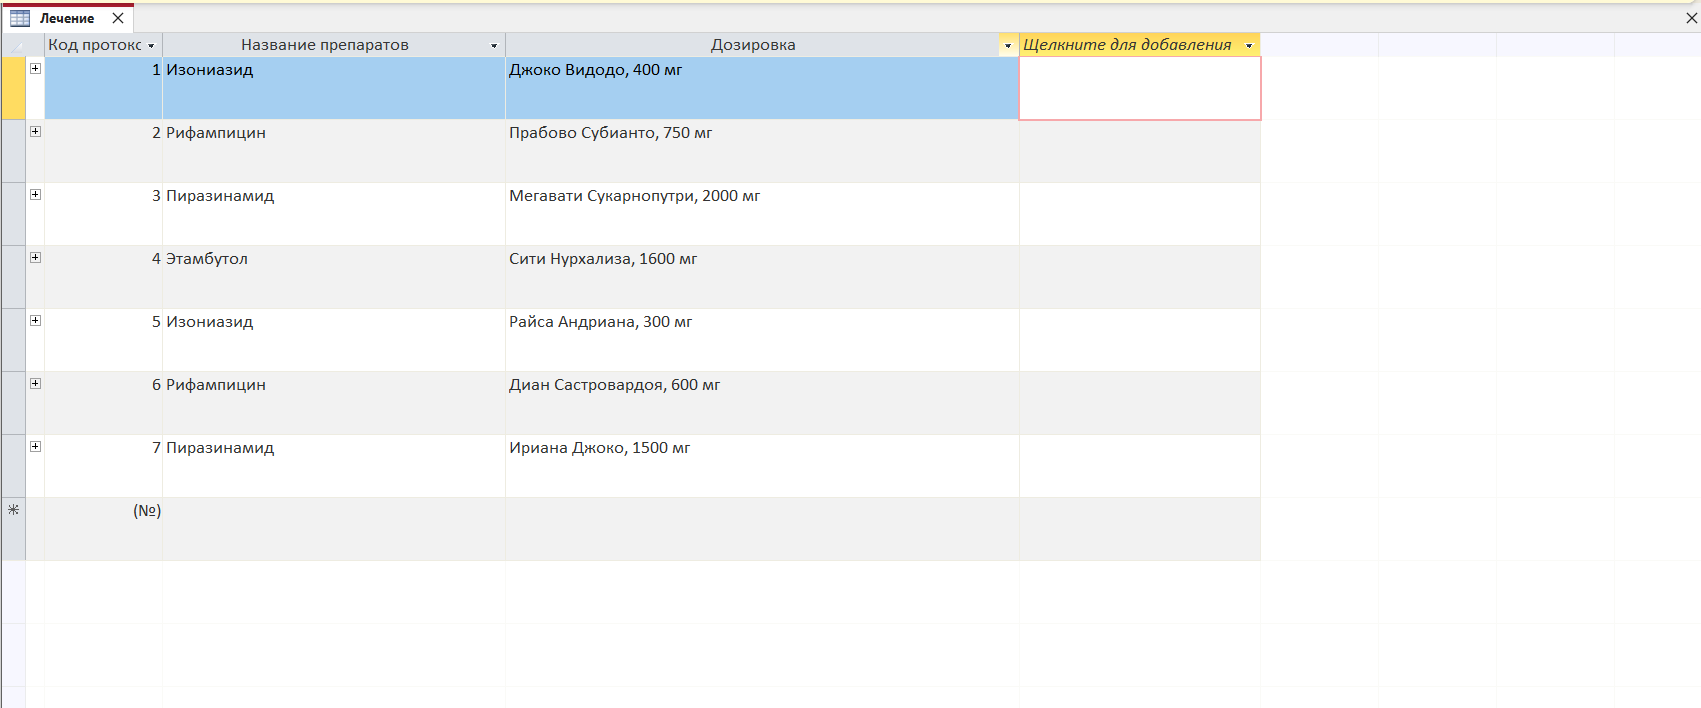 Лечение
Код протокс Название препаратов Дозировка Щелкните для добавления
1 Изониазид Джоко Видодо, 400 мг
2 Рифампицин Прабово Субианто, 750 мг
3 Пиразинамид Мегавати Сукарнопутри, 2000 мг
4 Этамбутол Сити Нурхализа, 1600 мг
5 Изониазид Райса Андриана, 300 мг
6 Рифампицин Диан Састровардоя, 600 мг
7 Пиразинамид Ириана Джоко, 1500 мг
(№)